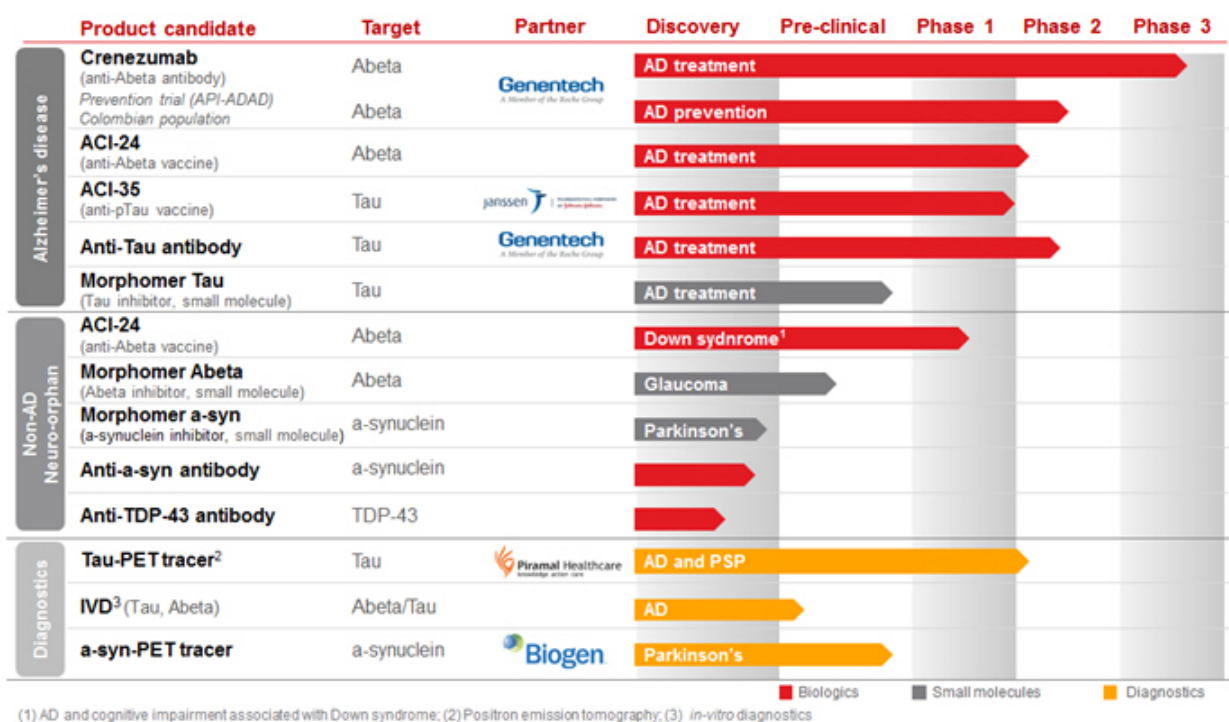 Product candidate Target Partner Discovery Pre-clinical Phase 1 Phase 2 Phase 3
Alzheimer's disease
Crenezumab
(anti-Abeta antibody)
Abeta
Genentech
A Member of the Roche Group
AD treatment
Prevention trial (API-ADAD)
Colombian population
Abeta
AD prevention
ACI-24
(anti-Abeta vaccine)
Abeta
AD treatment
ACI-35
(anti-pTau vaccine)
Tau
janssen
AD treatment
Anti-Tau antibody
Tau
Genentech
A Member of the Roche Group
AD treatment
Morphomer Tau
(Tau inhibitor, small molecule)
Tau
AD treatment
Non-AD
Neuro-orphan
ACI-24
(anti-Abeta vaccine)
Abeta
Down sydnrome1
Morphomer Abeta
(Abeta inhibitor, small molecule)
Abeta
Glaucoma
Morphomer a-syn
(a-synuclein inhibitor, small molecule)
a-synuclein
Parkinson's
Anti-a-syn antibody
a-synuclein
Anti-TDP-43 antibody
TDP-43
Diagnostics
Tau-PET tracer2
Tau
Piramal Healthcare
knowledge action care
AD and PSP
IVD3 (Tau, Abeta)
Abeta/Tau
AD
a-syn-PET tracer
a-synuclein
Biogen
Parkinson's
Biologics Small molecules Diagnostics
(1) AD and cognitive impairment associated with Down syndrome; (2) Positron emission tomography; (3) in-vitro diagnostics